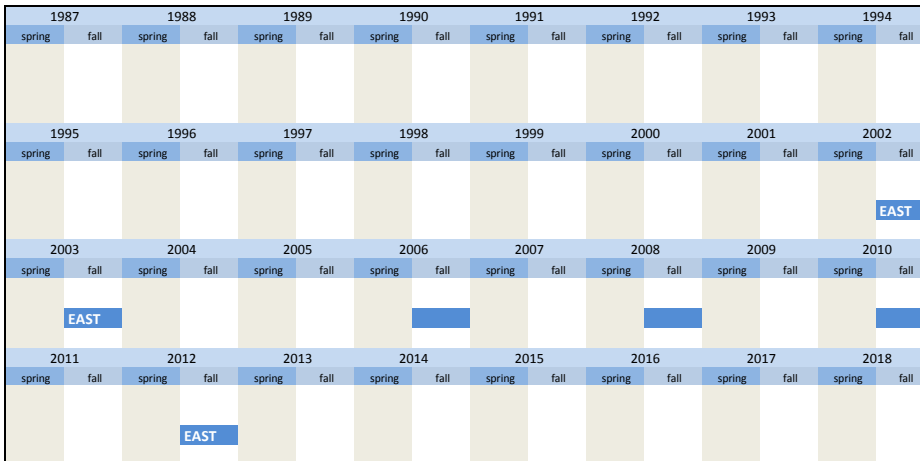 1987 1988 1989 1990 1991 1992 1993 1994
spring fall spring fall spring fall spring fall spring fall spring fall spring fall spring fall
1995 1996 1997 1998 1999 2000 2001 2002
spring fall spring fall spring fall spring fall spring fall spring fall spring fall spring fall
EAST
2003 2004 2005 2006 2007 2008 2009 2010
spring fall spring fall spring fall spring fall spring fall spring fall spring fall spring fall
EAST
2011 2012 2013 2014 2015 2016 2017 2018
spring fall spring fall spring fall spring fall spring fall spring fall spring fall spring fall
EAST